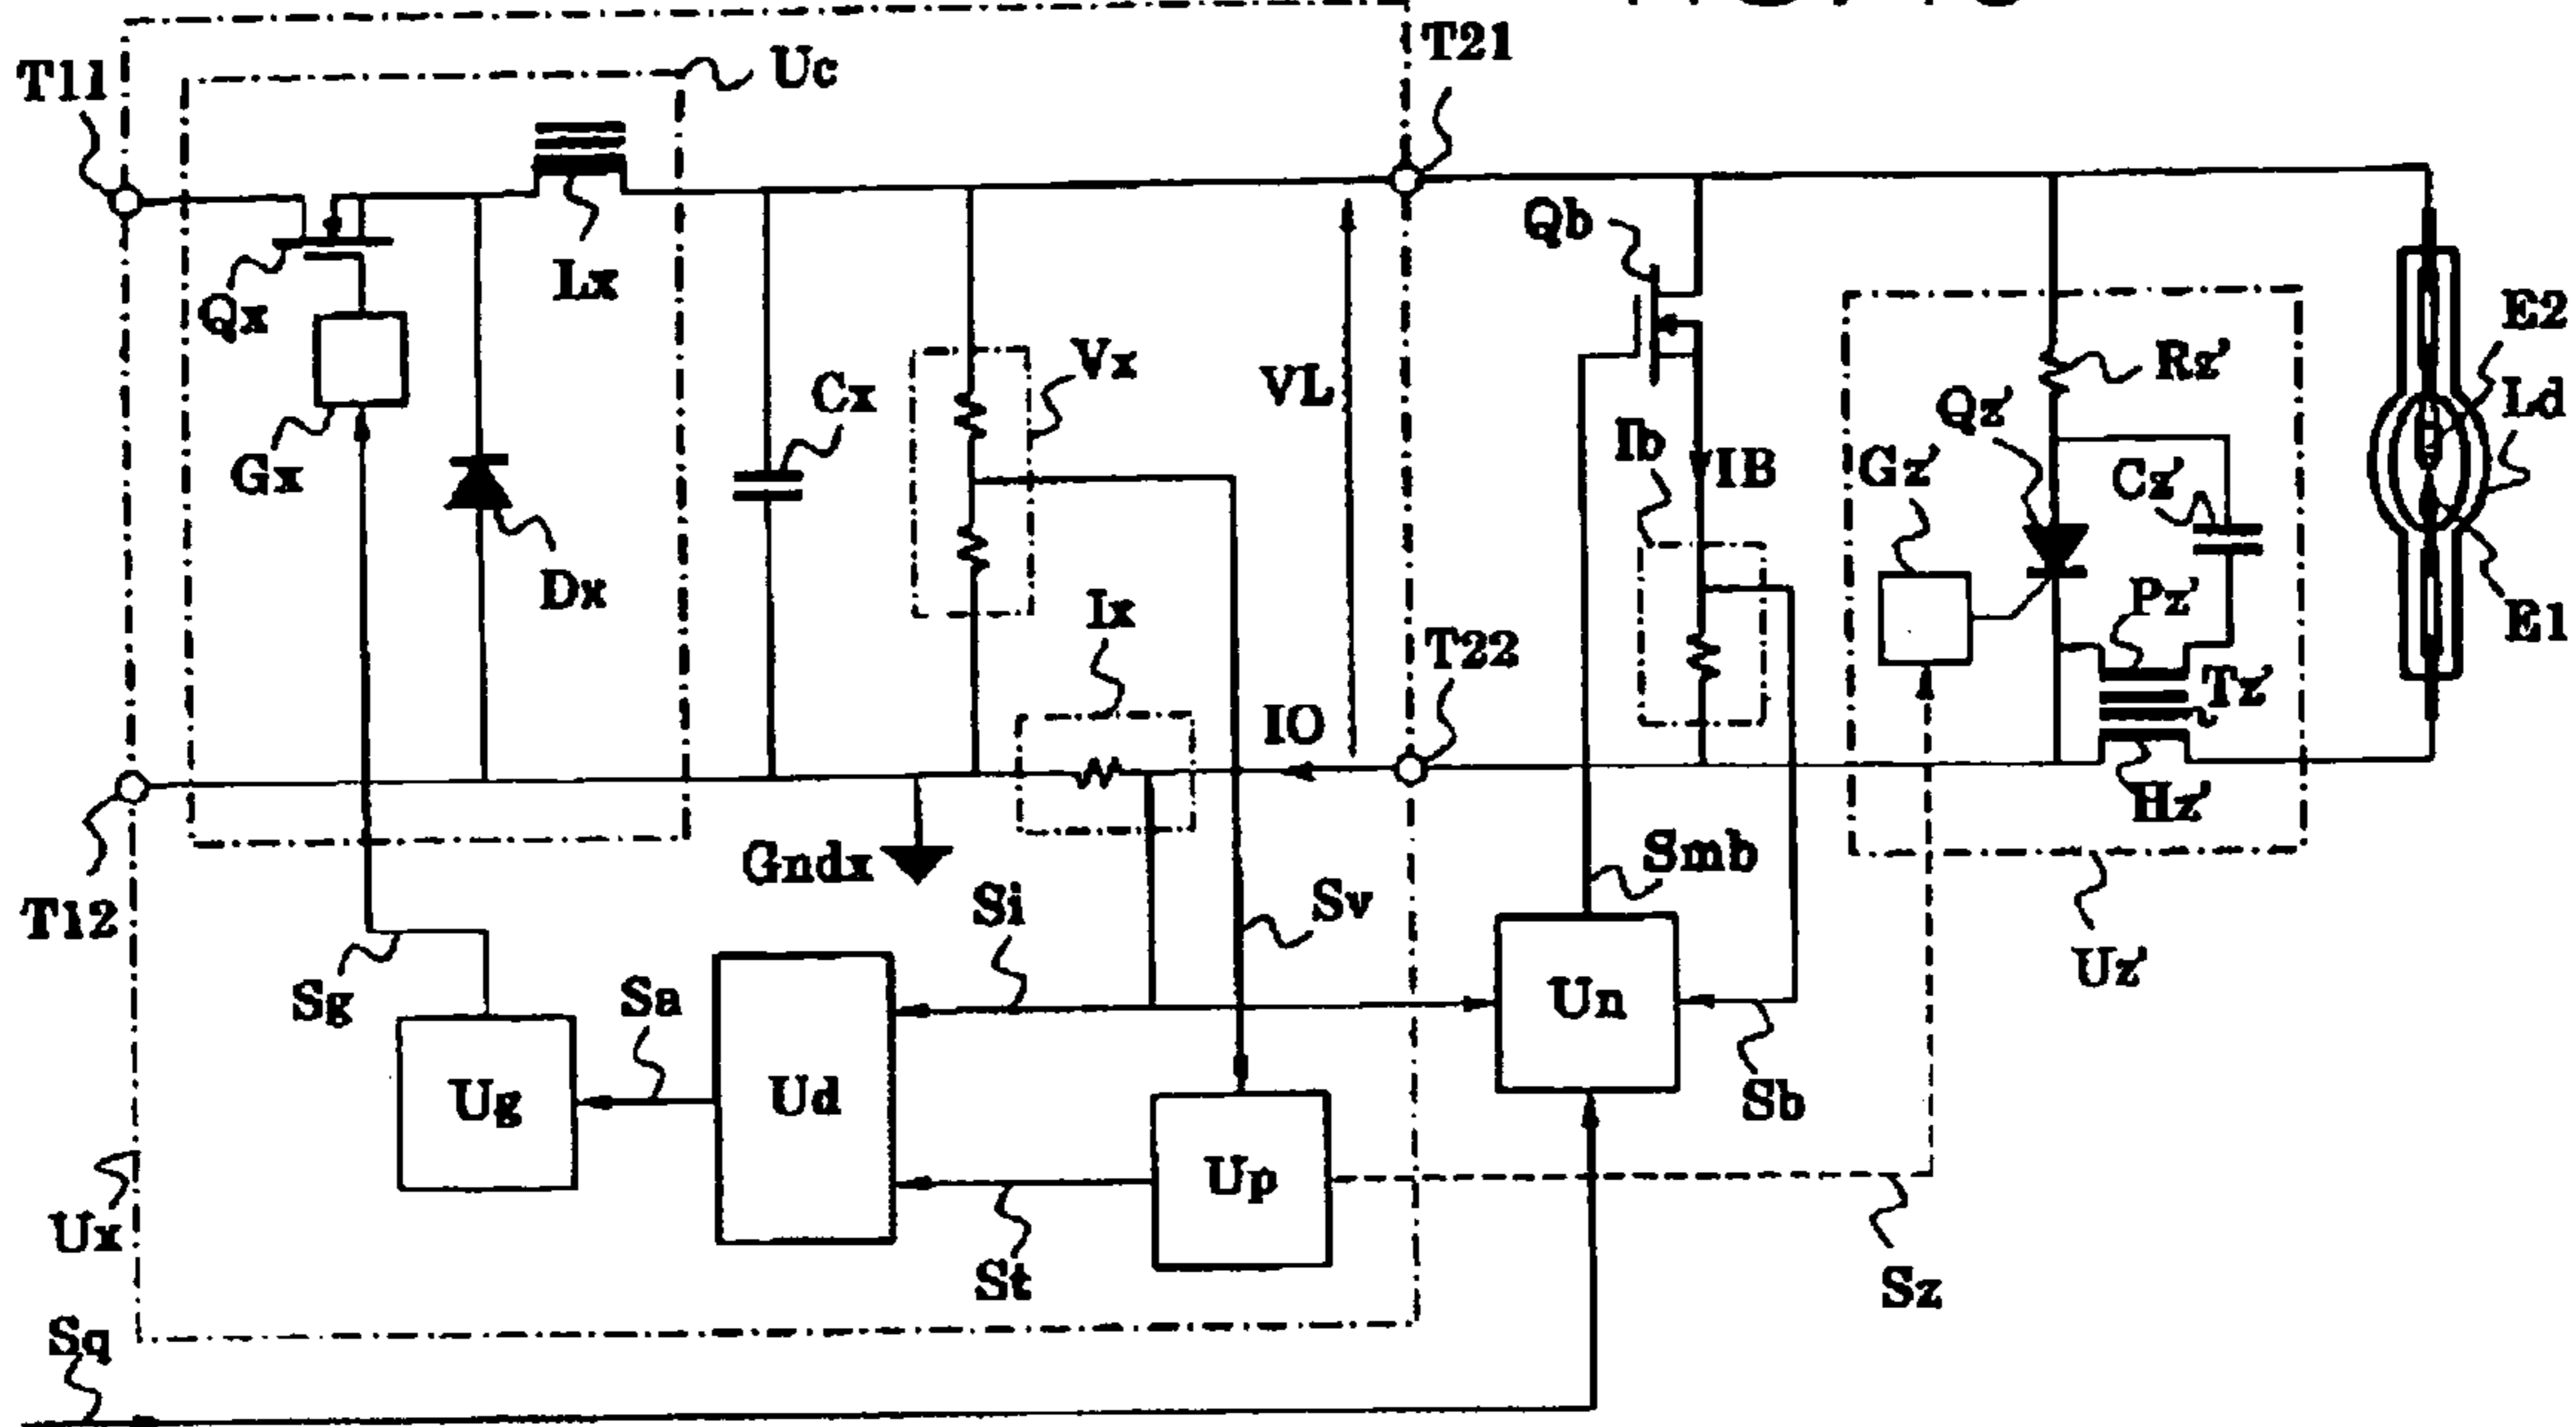 T21
Uc
T11
Qb
Lx
Qx
E2
Vx
Rz'
VL
Cx
Qz'
Ld
Ib
IB
Gz'
Cz'
Gx
Dx
Pz'
Ix
E1
T22
Tz'
IO
Hz'
Smb
Gndx
Si
Sv
T12
Uz'
Sg
Sa
Un
Ug
Ud
Sb
Up
Ux
St
Sz
Sq